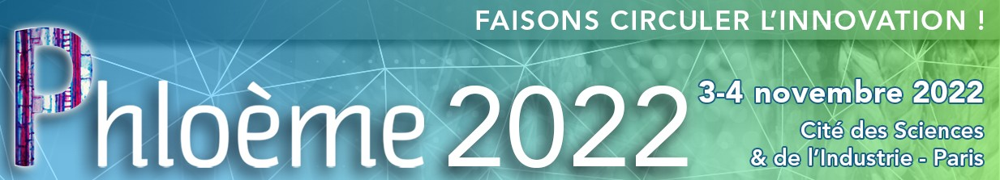 FAISONS CIRCULER L'INNOVATION !
Phloème 2022
3-4 novembre 2022
Cité des Sciences
& de l'Industrie - Paris